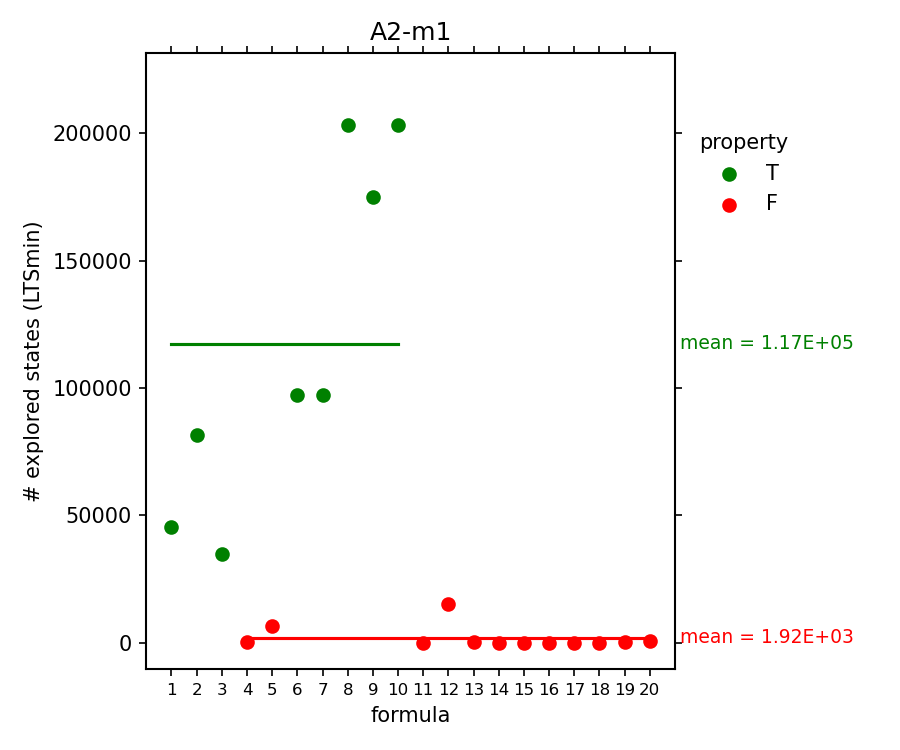 A2-m1
# explored states (LTSmin)
200000
150000
100000
50000
0
1 2 3 4 5 6 7 8 9 10 11 12 13 14 15 16 17 18 19 20
formula
property
T
F
mean = 1.17E+05
mean = 1.92E+03